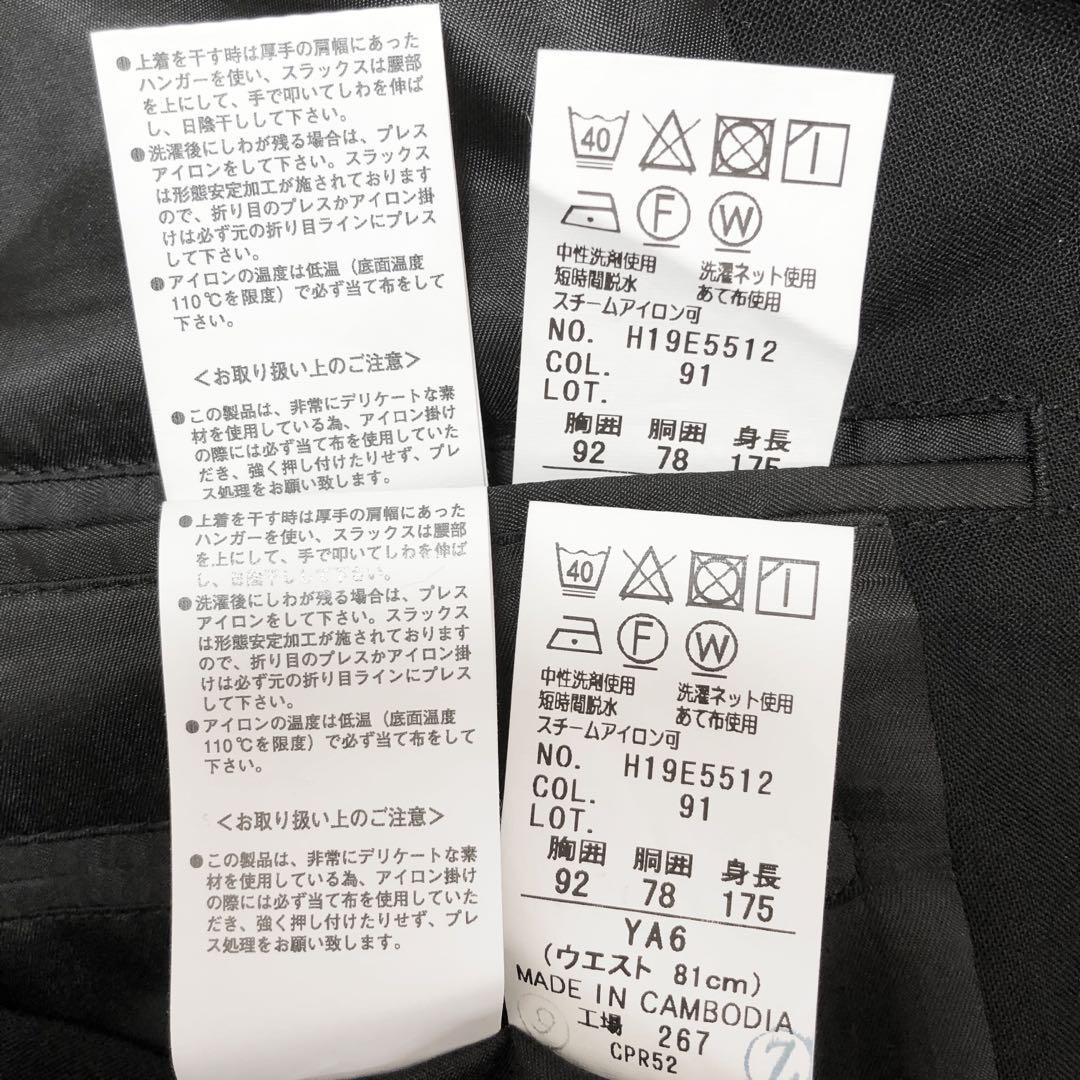 上着を干す時は厚手の肩幅にあった
ハンガーを使い、スラックスは腰部
を上にして、手で叩いてしわを伸ば
し、日陰干しして下さい。
洗濯後にしわが残る場合は、プレス
アイロンをして下さい。スラックス
は形態安定加工が施されております
ので、折り目のプレスかアイロン掛
けは必ず元の折り目ラインにプレス
して下さい。
アイロンの温度は低温（底面温度
110℃を限度）で必ず当て布をして
下さい。
＜お取り扱い上のご注意＞
この製品は、非常にデリケートな素
材を使用している為、アイロン掛け
の際には必ず当て布を使用していた
だき、強く押し付けたりせず、プレ
ス処理をお願い致します。
40
F W
中性洗剤使用 洗濯ネット使用
短時間脱水 あて布使用
スチームアイロン可
NO. H19E5512
COL. 91
LOT.
胸囲 胴囲 身長
92 78 175
上着を干す時は厚手の肩幅にあった
ハンガーを使い、スラックスは腰部
を上にして、手で叩いてしわを伸ば
し、日陰干しして下さい。
洗濯後にしわが残る場合は、プレス
アイロンをして下さい。スラックス
は形態安定加工が施されております
ので、折り目のプレスかアイロン掛
けは必ず元の折り目ラインにプレス
して下さい。
アイロンの温度は低温（底面温度
110℃を限度）で必ず当て布をして
下さい。
＜お取り扱い上のご注意＞
この製品は、非常にデリケートな素
材を使用している為、アイロン掛け
の際には必ず当て布を使用していた
だき、強く押し付けたりせず、プレ
ス処理をお願い致します。
40
F W
中性洗剤使用 洗濯ネット使用
短時間脱水 あて布使用
スチームアイロン可
NO. H19E5512
COL. 91
LOT.
胸囲 胴囲 身長
92 78 175
YA6
(ウエスト 81cm)
MADE IN CAMBODIA
工場 267
CPR52